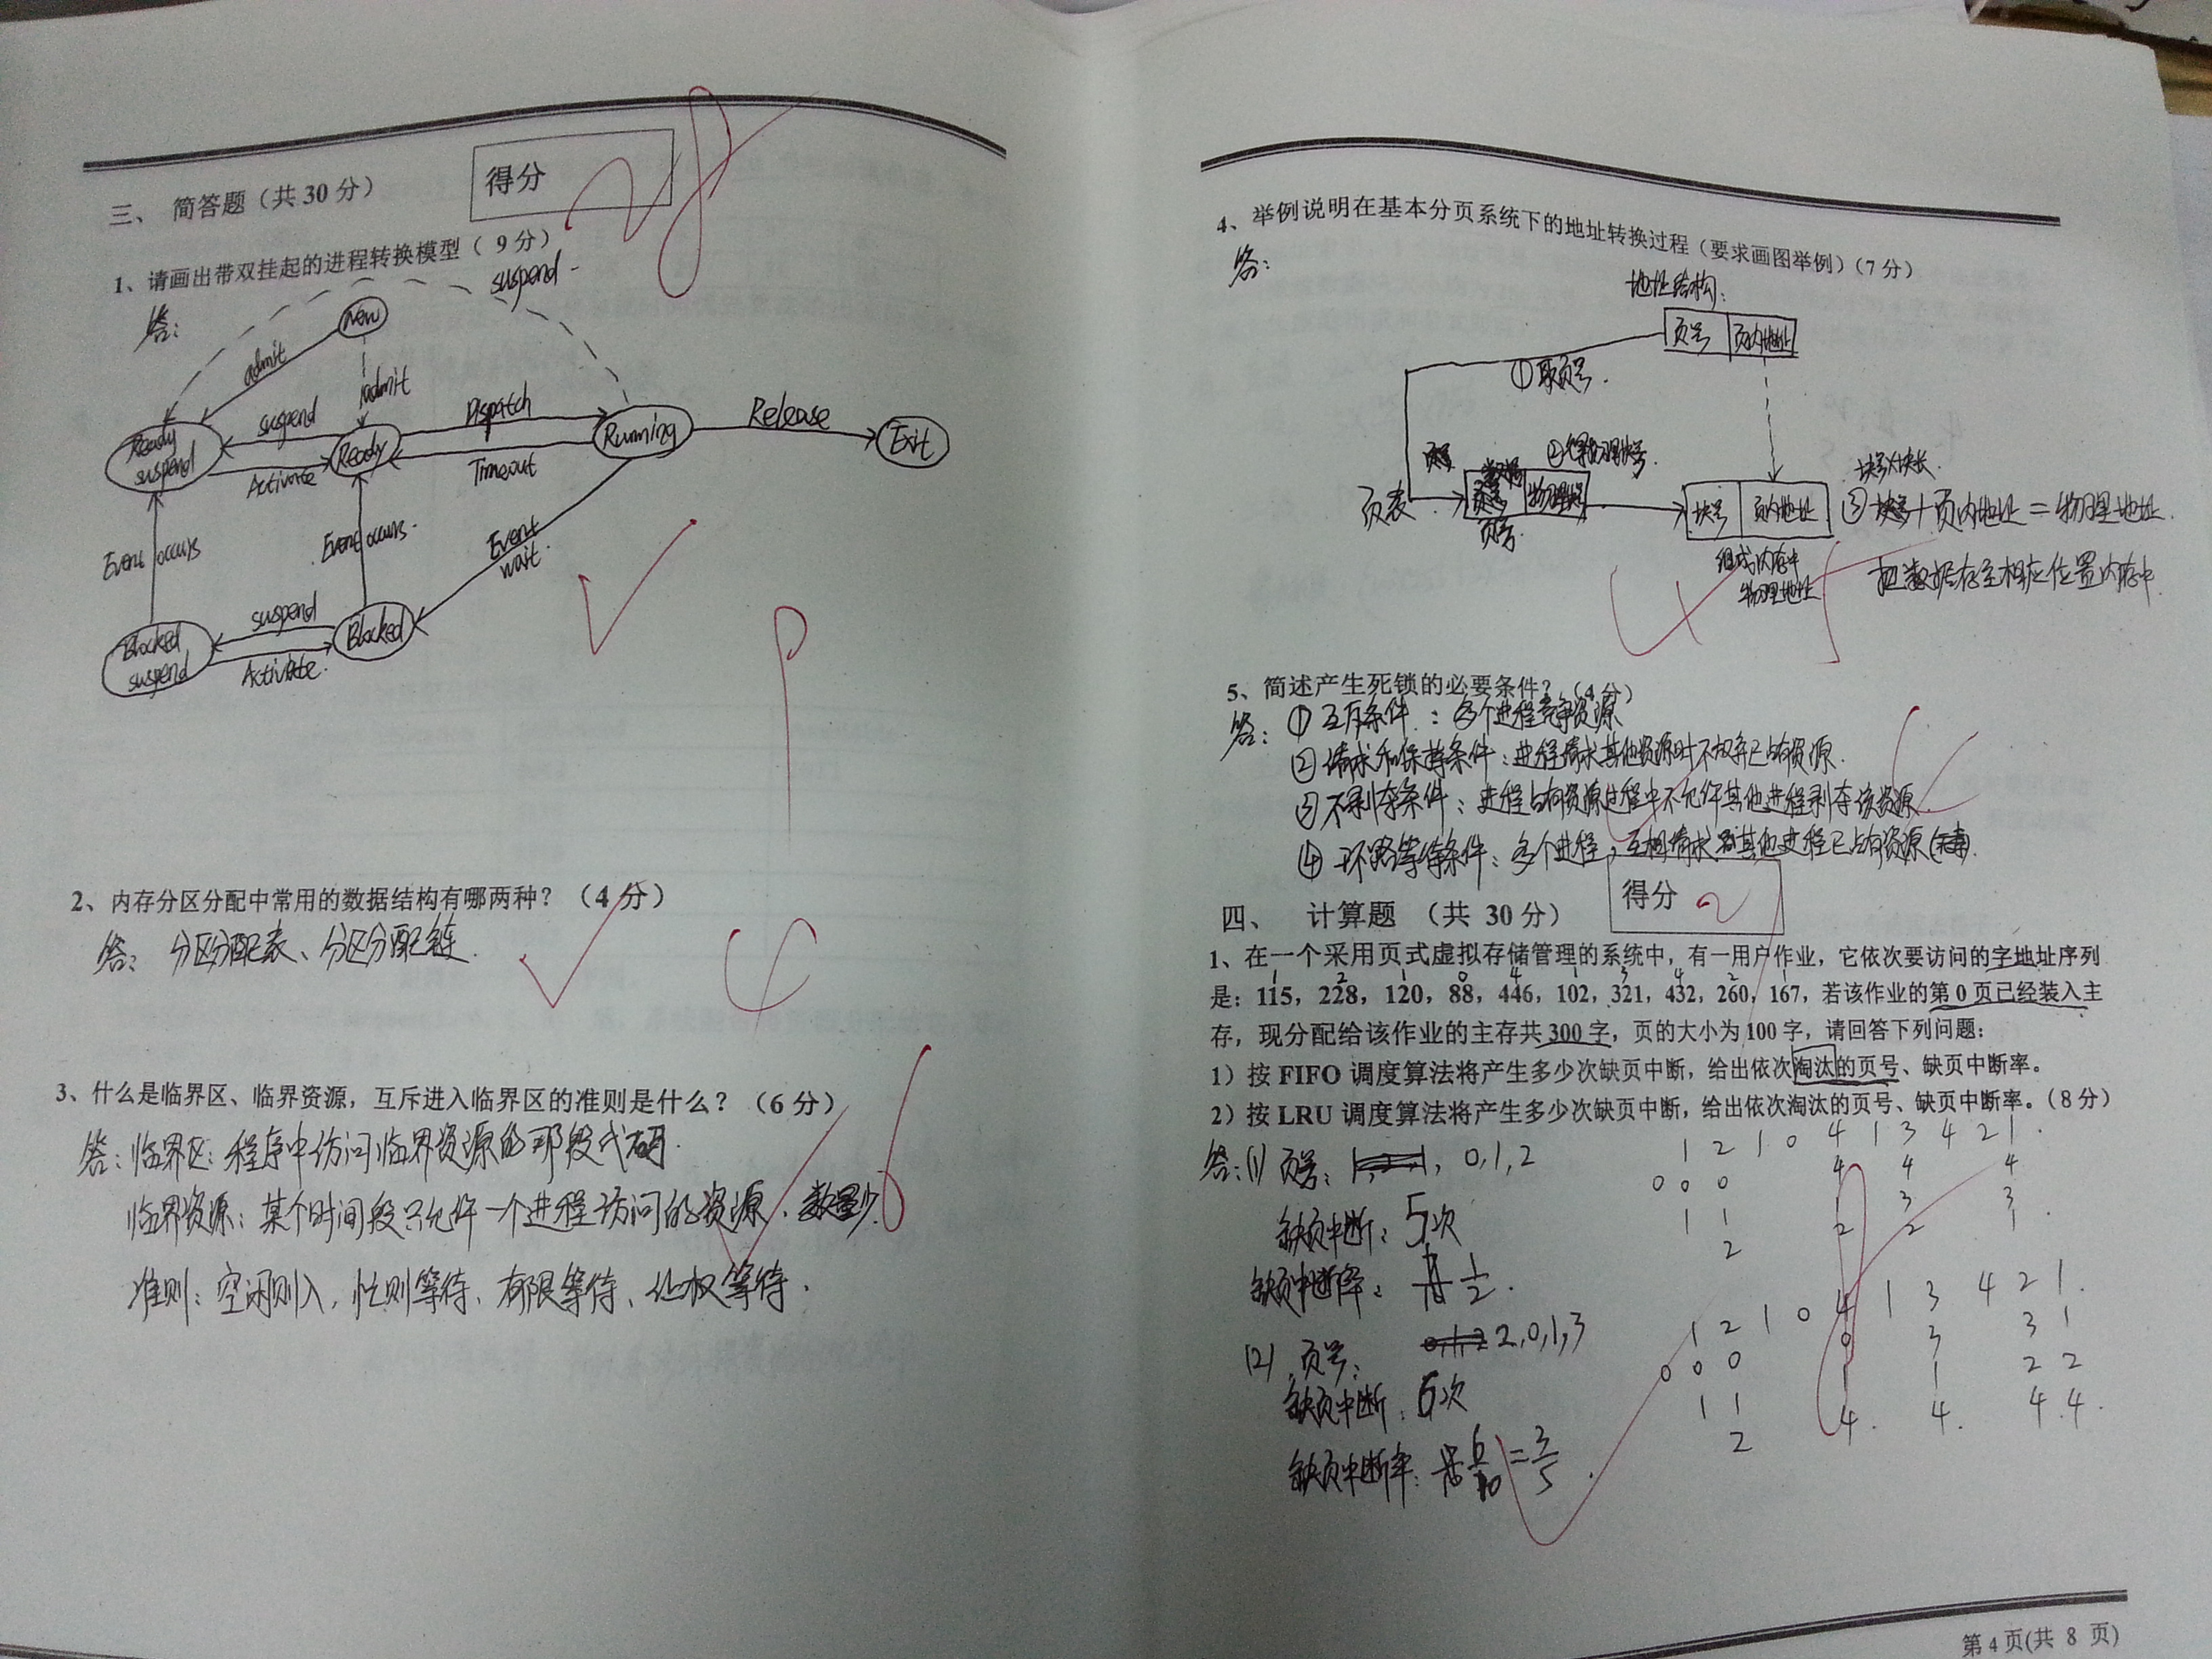 三、 简答题（共 30 分）
得分
28
1、请画出带双挂起的进程转换模型（ 9 分）
答：
suspend
New
admit
admit
Ready suspend
suspend
Activate
Ready
Dispatch
Timeout
Running
Release
Exit
Event occurs
Event occurs
Event wait
Blocked suspend
suspend
Activate
Blocked
2、内存分区分配中常用的数据结构有哪两种？（4 分）
答：分区分配表、分区分配链.
4
3、什么是临界区、临界资源，互斥进入临界区的准则是什么？（6 分）
答：临界区：程序中访问临界资源的那段代码.
临界资源：某个时间段只允许一个进程访问的资源.
6
准则：空闲则入，忙则等待、有限等待、让权等待.
4、举例说明在基本分页系统下的地址转换过程（要求画图举例）（7 分）
答：
地址结构：
页号 页内地址
①取页号.
页表
页号
物理块号
块号 页内地址
块号×块长
③块号+页内地址=物理地址.
组成内存中
物理地址
把数据存至相应位置内存中.
5、简述产生死锁的必要条件？（4 分）
答：①互斥条件：多个进程竞争资源
②请求和保持条件：进程请求其他资源时不放弃已占有资源.
③不剥夺条件：进程占有资源过程中不允许其他进程剥夺该资源
④环路等待条件：多个进程，互相请求其他进程已占有资源
四、 计算题 （共 30 分）
得分
1、在一个采用页式虚拟存储管理的系统中，有一用户作业，它依次要访问的字地址序列
1 2 1 0 4 1 3 4 2 1
是：115，228，120，88，446，102，321，432，260，167，若该作业的第 0 页已经装入主
存，现分配给该作业的主存共 300 字，页的大小为 100 字，请回答下列问题：
1）按 FIFO 调度算法将产生多少次缺页中断，给出依次淘汰的页号、缺页中断率。
2）按 LRU 调度算法将产生多少次缺页中断，给出依次淘汰的页号、缺页中断率。（8 分）
答：(1) 页号： 0,1,2
缺页中断：5次
缺页中断率： 1/2.
1 2 1 0 4 1 3 4 2 1.
0 0 0 4 4 4
1 1 1 3 3
2 2 2 1.
(2) 页号： 2,0,1,3
缺页中断：6次
缺页中断率： 6/10=3/5.
1 2 1 0 4 1 3 4 2 1.
0 0 0 0 3 3 1
1 1 1 1 2 2
2 4. 4. 4.4.
第 4 页(共 8 页)